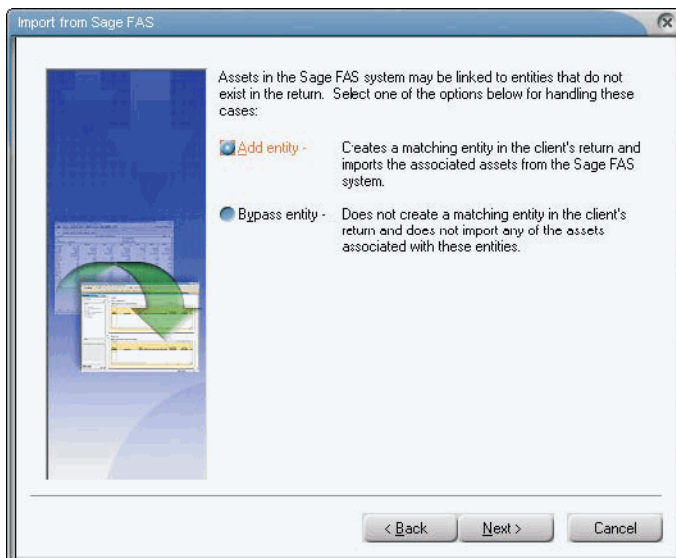 Import from Sage FAS
Assets in the Sage FAS system may be linked to entities that do not
exist in the return. Select one of the options below for handling these
cases:
Add entity - Creates a matching entity in the client's return and
imports the associated assets from the Sage FAS
system.
Bypass entity - Does not create a matching entity in the client's
return and does not import any of the assets
associated with these entities.
< Back Next > Cancel